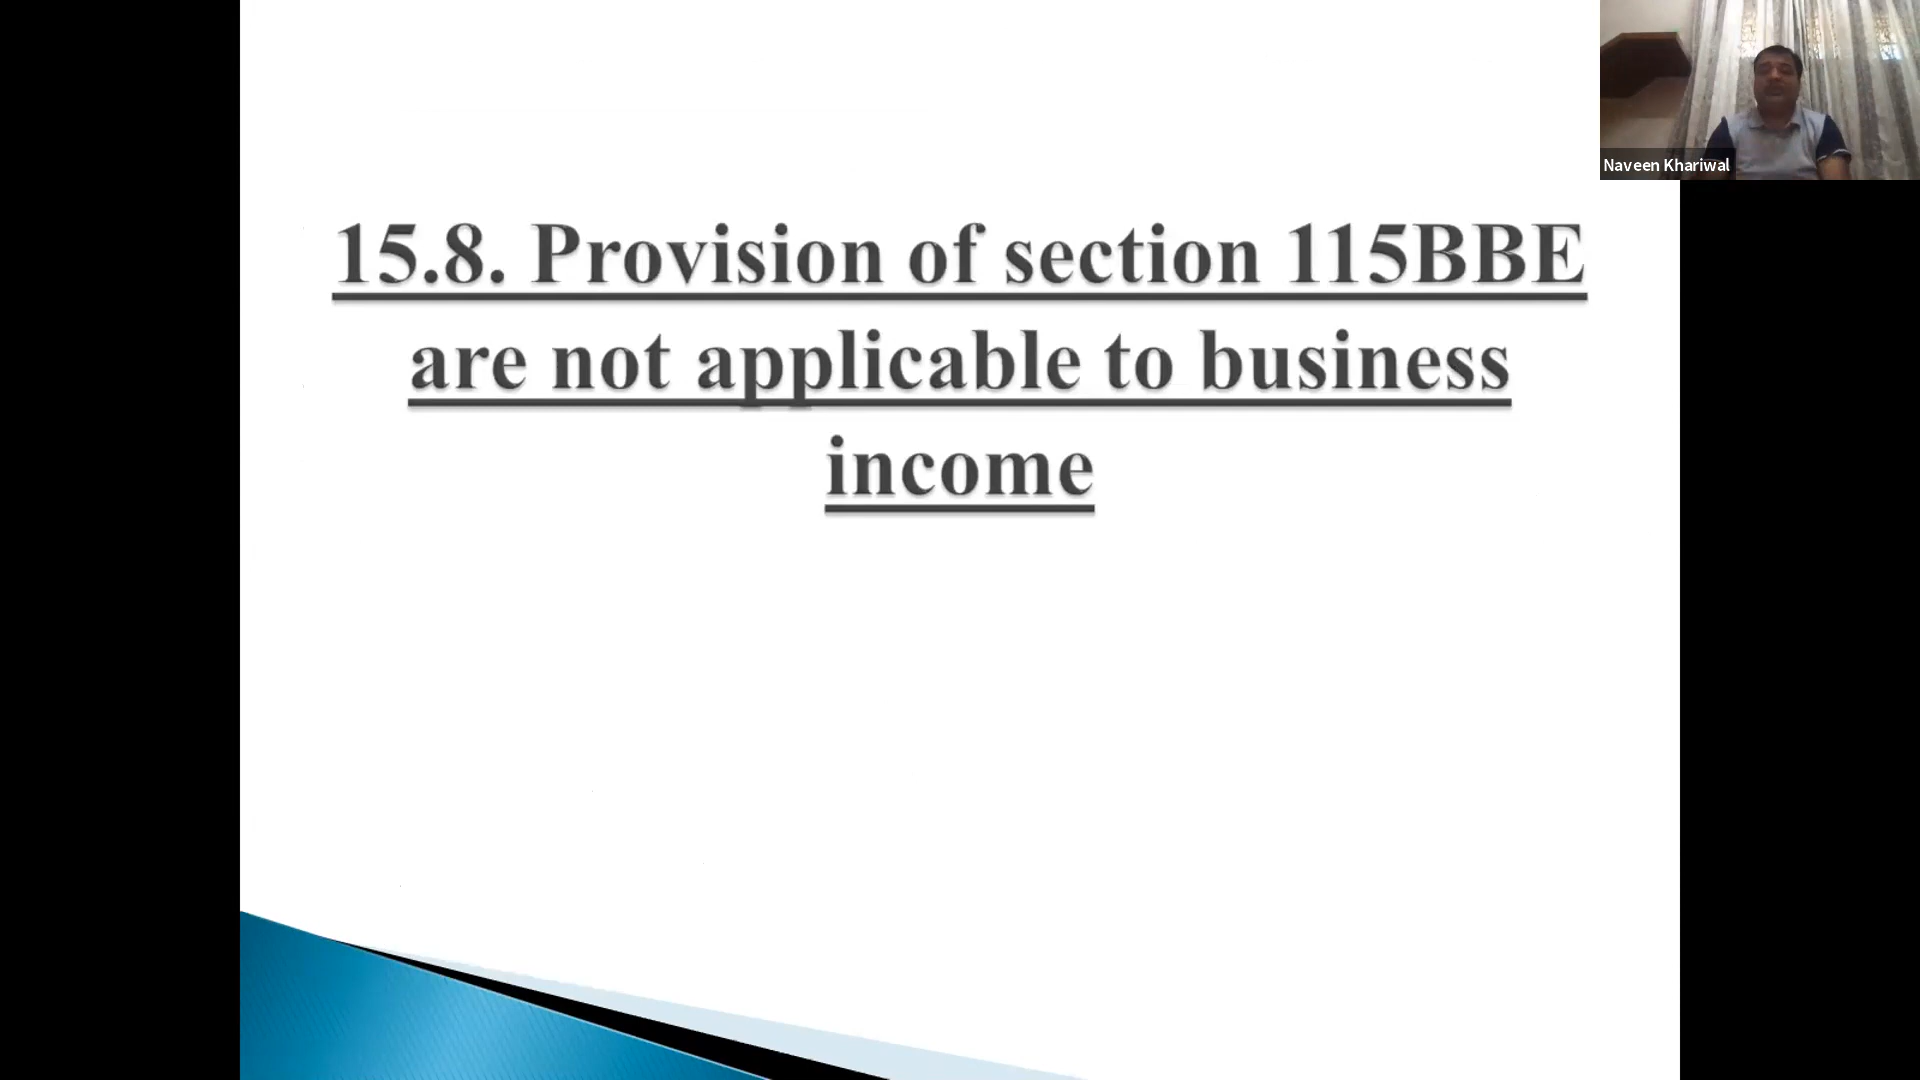 15.8. Provision of section 115BBE
are not applicable to business
income
Naveen Khariwal